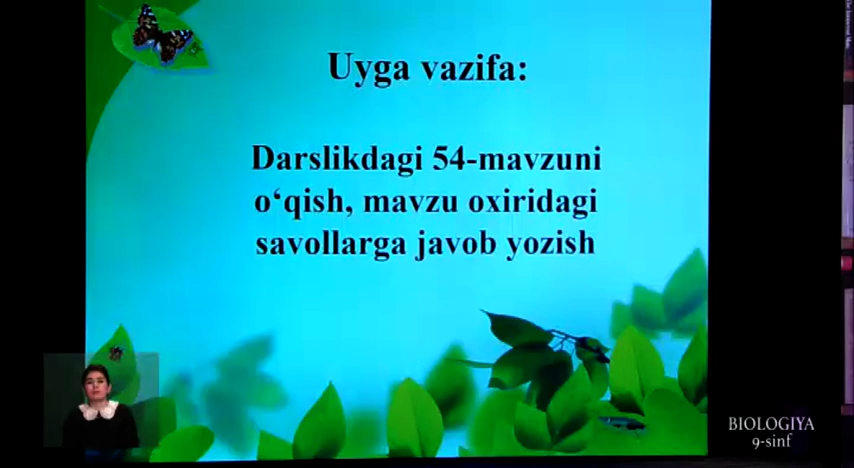 Uyga vazifa:
Darslikdagi 54-mavzuni
o‘qish, mavzu oxiridagi
savollarga javob yozish
BIOLOGIYA
9-sinf